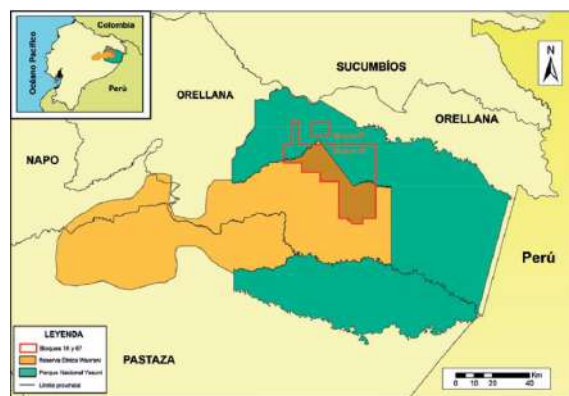 Colombia
Océano Pacífico
Perú
N
SUCUMBÍOS
ORELLANA
ORELLANA
NAPO
Perú
LEYENDA
Bloques 16 y 67
Reserva Étnica Waorani
Parque Nacional Yasuní
Límite provincial
PASTAZA
0 10 20 40
Km